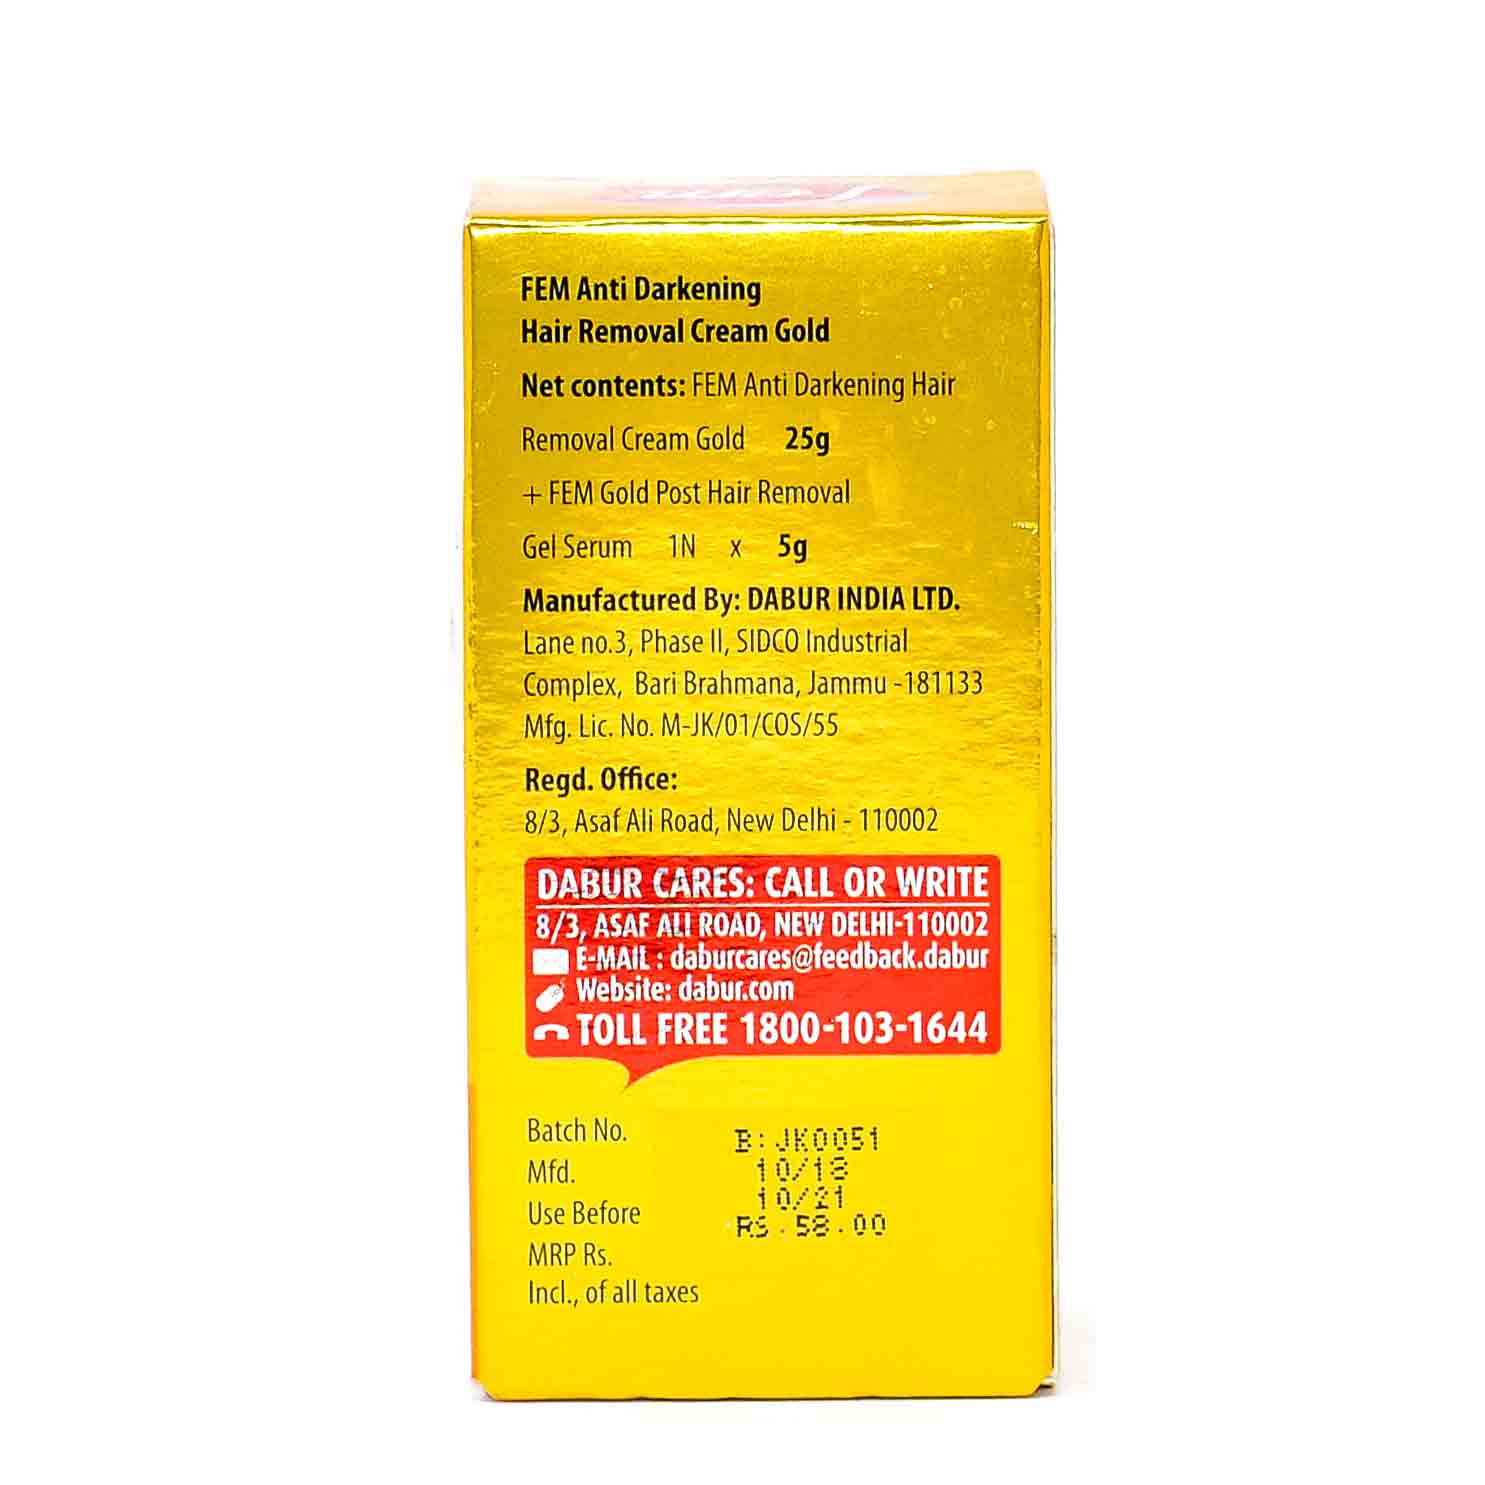 FEM Anti Darkening
Hair Removal Cream Gold
Net contents: FEM Anti Darkening Hair
Removal Cream Gold 25g
+ FEM Gold Post Hair Removal
Gel Serum 1N x 5g
Manufactured By: DABUR INDIA LTD.
Lane no.3, Phase II, SIDCO Industrial
Complex, Bari Brahmana, Jammu -181133
Mfg. Lic. No. M-JK/01/COS/55
Regd. Office:
8/3, Asaf Ali Road, New Delhi - 110002
DABUR CARES: CALL OR WRITE
8/3, ASAF ALI ROAD, NEW DELHI-110002
E-MAIL : daburcares@feedback.dabur
Website: dabur.com
TOLL FREE 1800-103-1644
Batch No. B:JK0051
Mfd. 10/18
Use Before 10/21
MRP Rs. RS.58.00
Incl., of all taxes